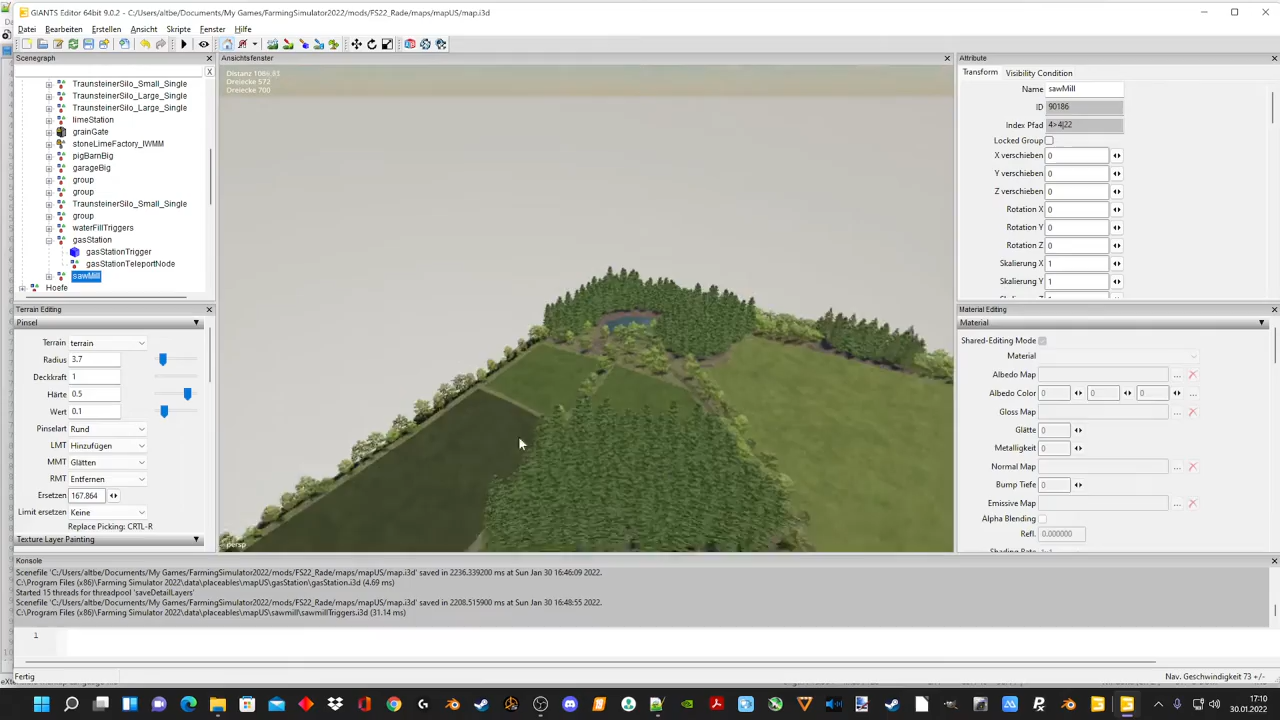 GIANTS Editor 64bit 9.0.2 - C:/Users/altbe/Documents/My Games/FarmingSimulator2022/mods/FS22_Rade/maps/mapUS/map.i3d
Datei Bearbeiten Erstellen Ansicht Skripte Fenster Hilfe
Scenegraph
X
TraunsteinerSilo_Small_Single
TraunsteinerSilo_Large_Single
TraunsteinerSilo_Large_Single
limeStation
grainGate
stoneLimeFactory_IWMM
pigBarnBig
garageBig
group
group
TraunsteinerSilo_Small_Single
group
waterFillTriggers
gasStation
gasStationTrigger
gasStationTeleportNode
sawMill
Hoefe
Terrain Editing
Pinsel
Terrain terrain
Radius 3.7
Deckkraft 1
Härte 0.5
Wert 0.1
Pinselart Rund
LMT Hinzufügen
MMT Glätten
RMT Entfernen
Ersetzen 167.864
Limit ersetzen Keine
Replace Picking: CRTL-R
Texture Layer Painting
Ansichtsfenster
Dreiecke 572
Dreiecke 700
persp
Attribute
Transform Visibility Condition
Name sawMill
ID 90186
Index Pfad 4>4|22
Locked Group
X verschieben 0
Y verschieben 0
Z verschieben 0
Rotation X 0
Rotation Y 0
Rotation Z 0
Skalierung X 1
Skalierung Y 1
Material Editing
Material
Shared-Editing Mode
Material
Albedo Map ...
Albedo Color 0 0 0 ...
Gloss Map ...
Glätte 0
Metalligkeit 0
Normal Map ...
Bump Tiefe 0
Emissive Map ...
Alpha Blending
Refl. 0.000000
Konsole
Scenefile 'C:/Users/altbe/Documents/My Games/FarmingSimulator2022/mods/FS22_Rade/maps/mapUS/map.i3d' saved in 2236.339200 ms at Sun Jan 30 16:46:09 2022.
C:\Program Files (x86)\Farming Simulator 2022\data\placeables\mapUS\gasStation\gasStation.i3d (4.69 ms)
Started 15 threads for threadpool 'saveDetailLayers'
Scenefile 'C:/Users/altbe/Documents/My Games/FarmingSimulator2022/mods/FS22_Rade/maps/mapUS/map.i3d' saved in 2208.515900 ms at Sun Jan 30 16:48:55 2022.
C:\Program Files (x86)\Farming Simulator 2022\data\placeables\mapUS\sawmill\sawmillTriggers.i3d (31.14 ms)
1
Fertig
Nav. Geschwindigkeit 73 +/-
17:10
30.01.2022